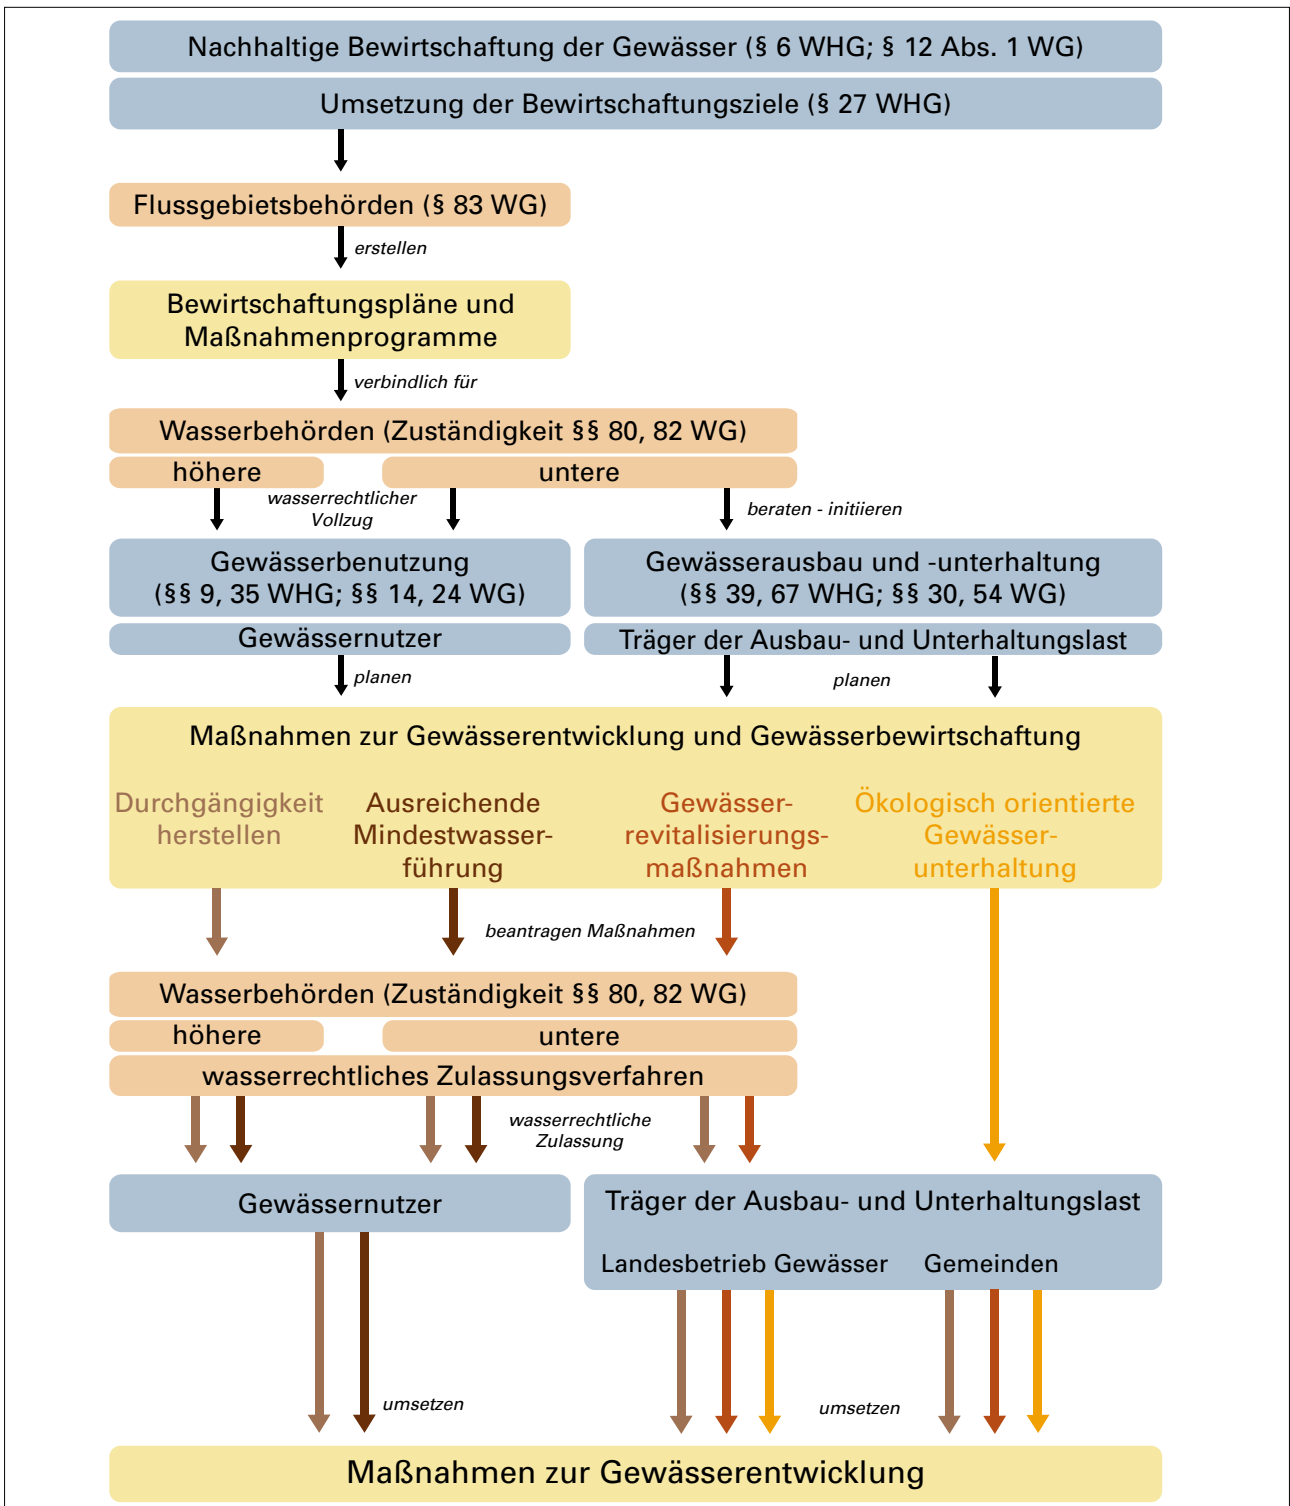 Nachhaltige Bewirtschaftung der Gewässer (§ 6 WHG; § 12 Abs. 1 WG)
Umsetzung der Bewirtschaftungsziele (§ 27 WHG)
Flussgebietsbehörden (§ 83 WG)
erstellen
Bewirtschaftungspläne und
Maßnahmenprogramme
verbindlich für
Wasserbehörden (Zuständigkeit §§ 80, 82 WG)
höhere
untere
wasserrechtlicher
Vollzug
beraten - initiieren
Gewässerbenutzung
(§§ 9, 35 WHG; §§ 14, 24 WG)
Gewässernutzer
Gewässerausbau und -unterhaltung
(§§ 39, 67 WHG; §§ 30, 54 WG)
Träger der Ausbau- und Unterhaltungslast
planen
planen
Maßnahmen zur Gewässerentwicklung und Gewässerbewirtschaftung
Durchgängigkeit
herstellen
Ausreichende
Mindestwasser-
führung
Gewässer-
revitalisierungs-
maßnahmen
Ökologisch orientierte
Gewässer-
unterhaltung
beantragen Maßnahmen
Wasserbehörden (Zuständigkeit §§ 80, 82 WG)
höhere
untere
wasserrechtliches Zulassungsverfahren
wasserrechtliche
Zulassung
Gewässernutzer
Träger der Ausbau- und Unterhaltungslast
Landesbetrieb Gewässer
Gemeinden
umsetzen
umsetzen
Maßnahmen zur Gewässerentwicklung